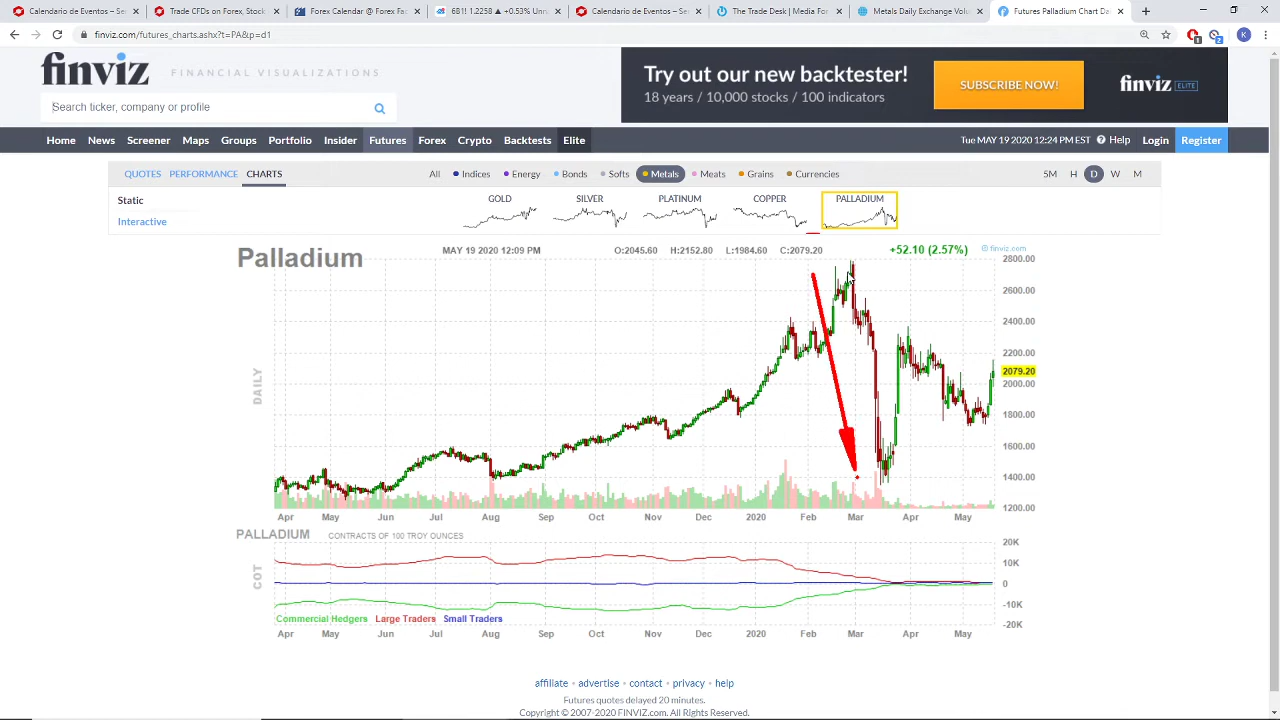 Calendario de Eventos –
Trade CFDs on Forex, Stock
Forex Calendar @ Forex Fa
6B1! 1.2258 ▲ +0.53% Un
Calendario de Eventos –
The Trade Desk | Media For
Metals Daily Exchange Volu
Futures Palladium Chart Da
finviz.com/futures_charts.ashx?t=PA&p=d1
K
finviz
FINANCIAL VISUALIZATIONS
Try out our new backtester!
18 years / 10,000 stocks / 100 indicators
SUBSCRIBE NOW!
finviz ELITE
Search ticker, company or profile
Home News Screener Maps Groups Portfolio Insider Futures Forex Crypto Backtests Elite
Tue MAY 19 2020 12:24 PM EST Help Login Register
QUOTES PERFORMANCE CHARTS
All Indices Energy Bonds Softs Metals Meats Grains Currencies
5M H D W M
Static
Interactive
GOLD SILVER PLATINUM COPPER PALLADIUM
Palladium
MAY 19 2020 12:09 PM O:2045.60 H:2152.80 L:1984.60 C:2079.20 +52.10 (2.57%) © finviz.com
DAILY
2800.00
2600.00
2400.00
2200.00
2079.20
2000.00
1800.00
1600.00
1400.00
1200.00
Apr May Jun Jul Aug Sep Oct Nov Dec 2020 Feb Mar Apr May
PALLADIUM CONTRACTS OF 100 TROY OUNCES
COT
20K
10K
0
-10K
-20K
Commercial Hedgers Large Traders Small Traders
Apr May Jun Jul Aug Sep Oct Nov Dec 2020 Feb Mar Apr May
affiliate • advertise • contact • privacy • help
Futures quotes delayed 20 minutes.
Copyright © 2007-2020 FINVIZ.com. All Rights Reserved.